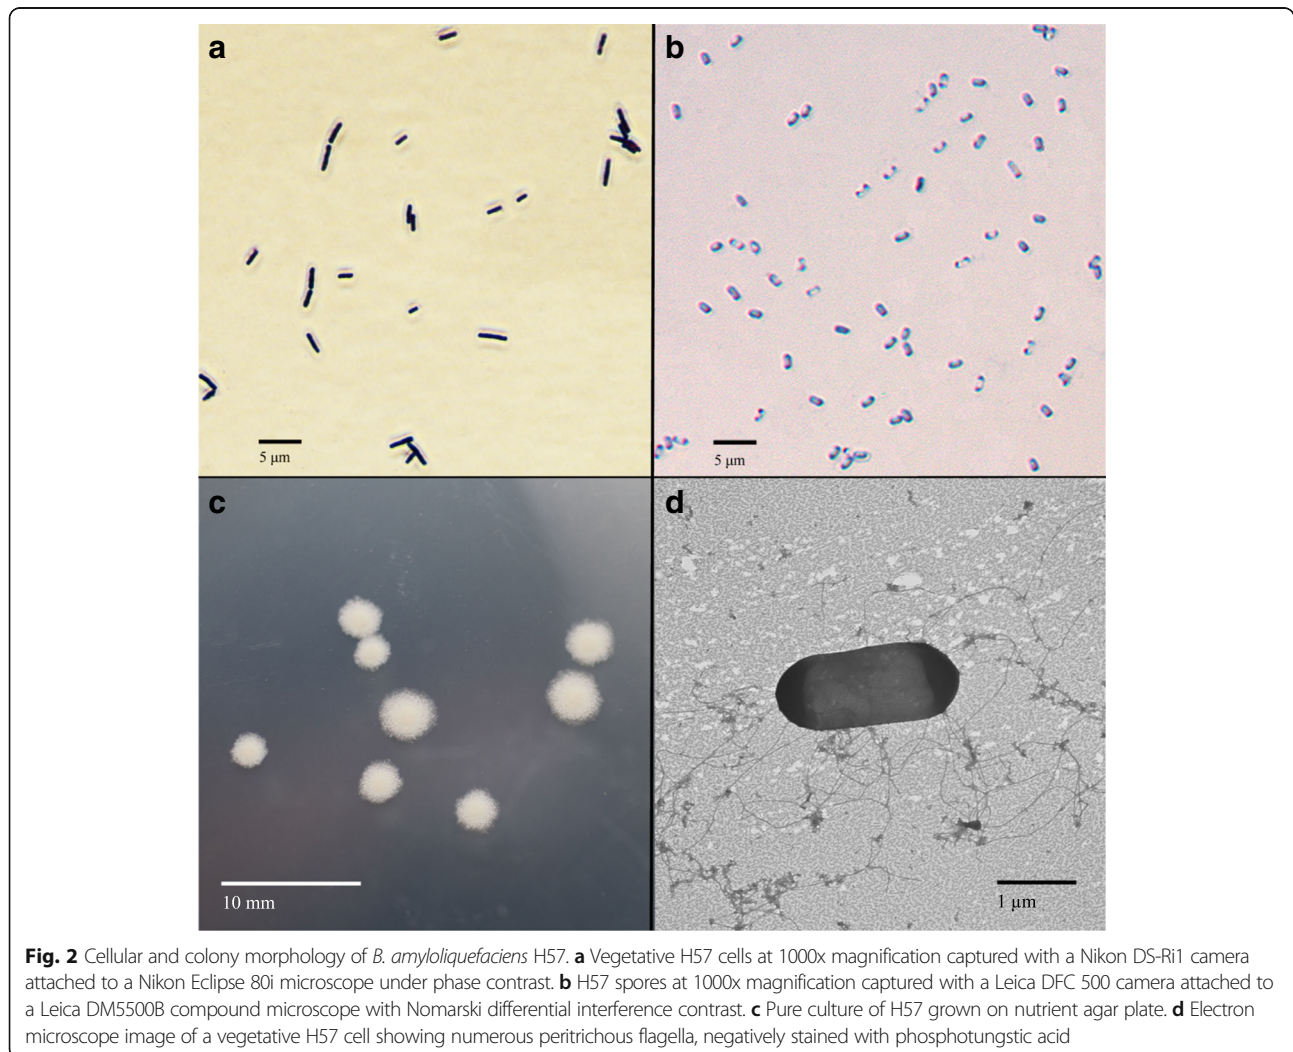 a
b
5 μm
5 μm
c
d
10 mm
1 μm
Fig. 2 Cellular and colony morphology of B. amyloliquefaciens H57. a Vegetative H57 cells at 1000x magnification captured with a Nikon DS-Ri1 camera
attached to a Nikon Eclipse 80i microscope under phase contrast. b H57 spores at 1000x magnification captured with a Leica DFC 500 camera attached to
a Leica DM5500B compound microscope with Nomarski differential interference contrast. c Pure culture of H57 grown on nutrient agar plate. d Electron
microscope image of a vegetative H57 cell showing numerous peritrichous flagella, negatively stained with phosphotungstic acid